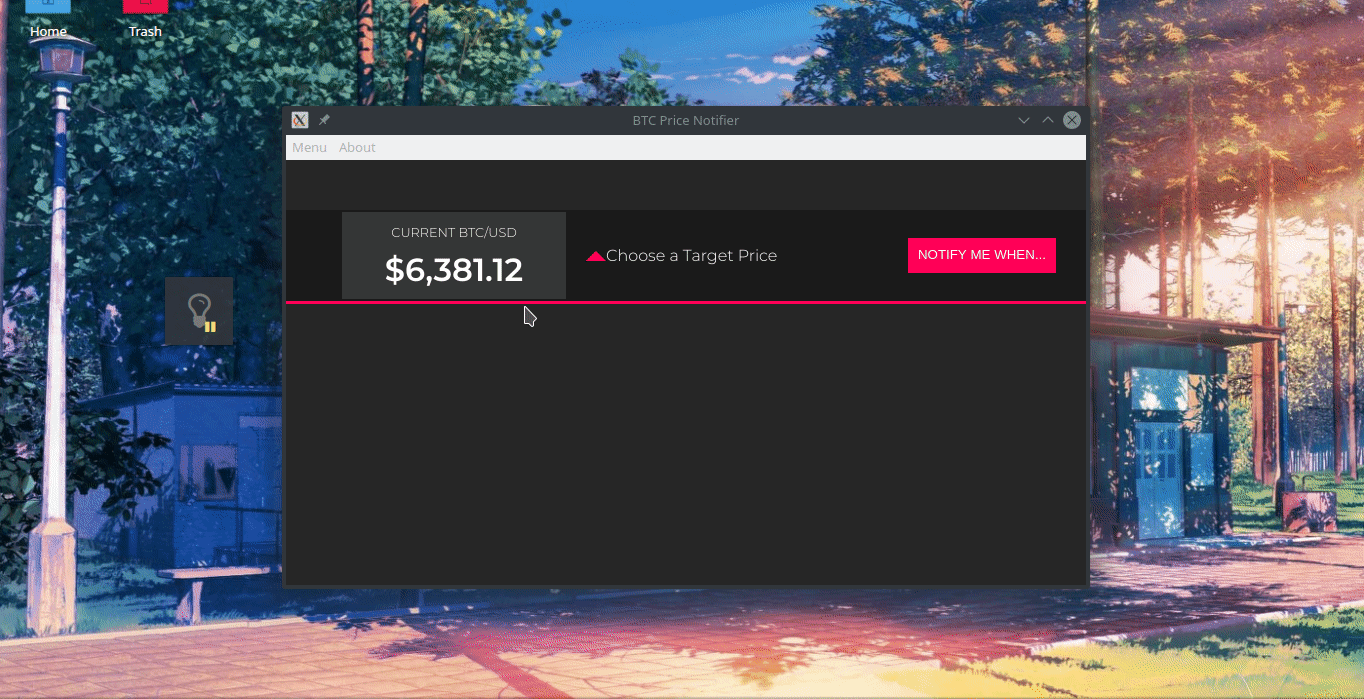 Home
Trash
BTC Price Notifier
Menu About
CURRENT BTC/USD
$6,381.12
Choose a Target Price
NOTIFY ME WHEN...